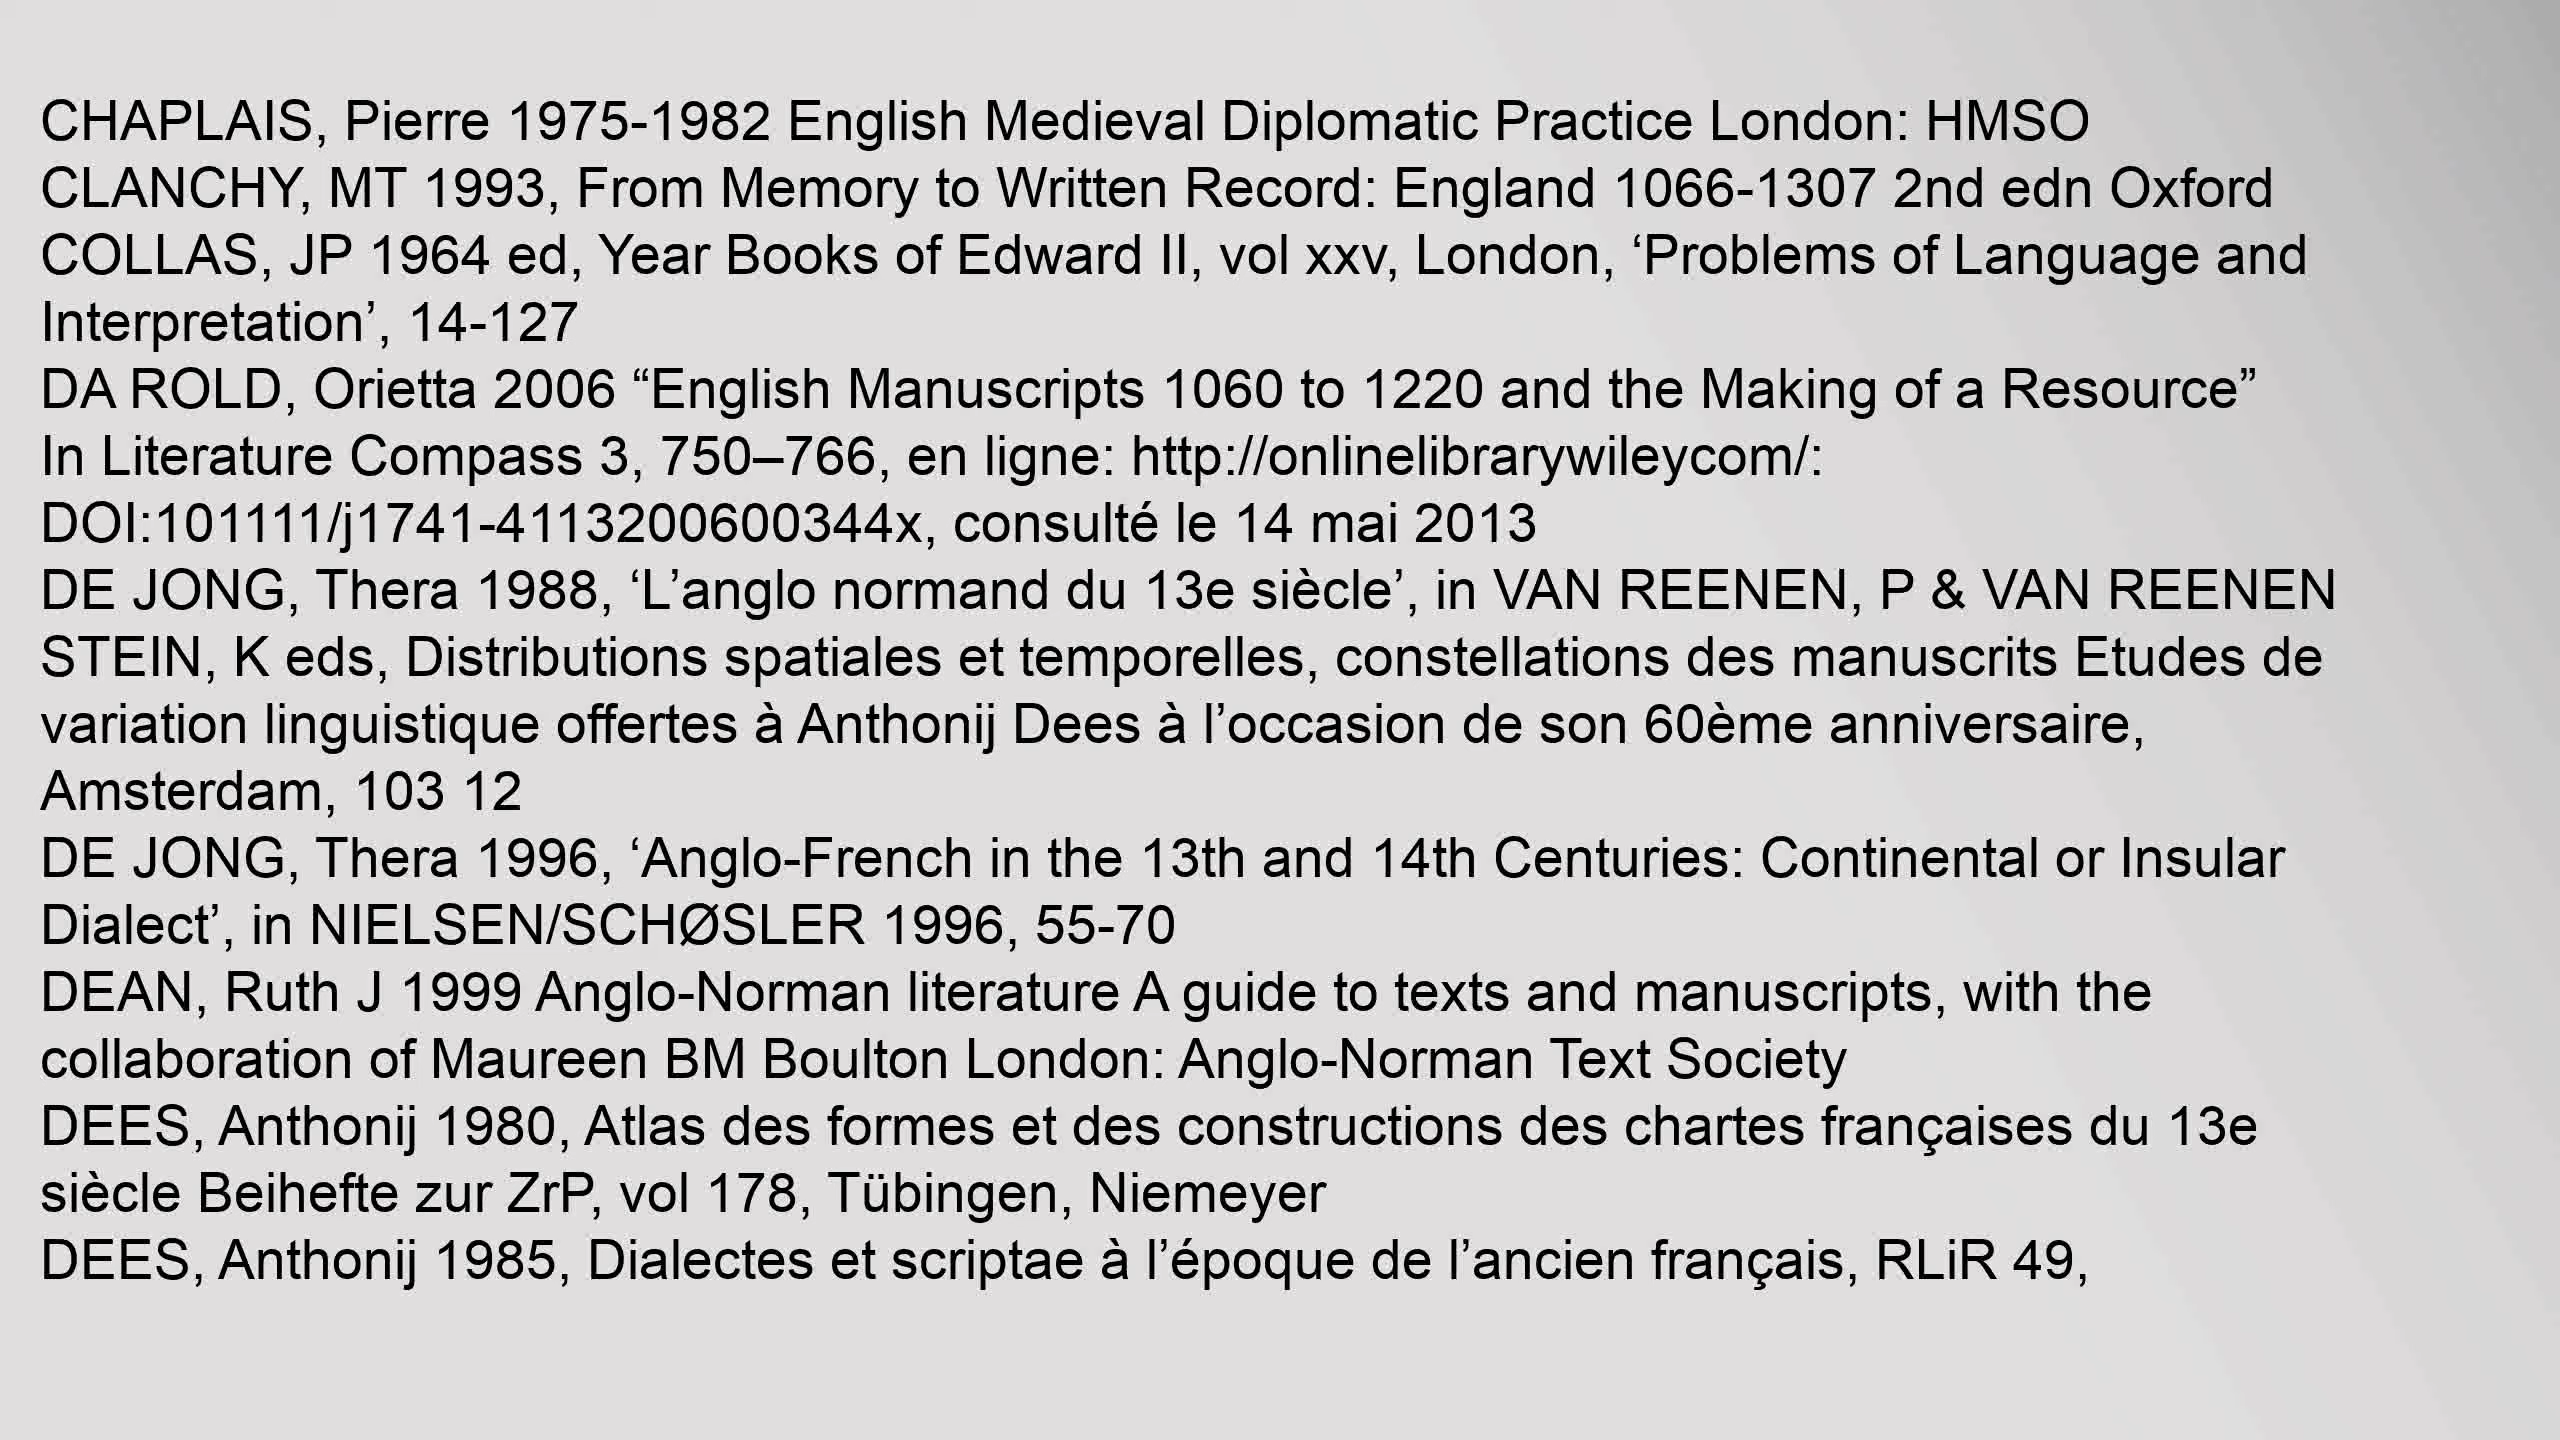 CHAPLAIS, Pierre 1975-1982 English Medieval Diplomatic Practice London: HMSO
CLANCHY, MT 1993, From Memory to Written Record: England 1066-1307 2nd edn Oxford
COLLAS, JP 1964 ed, Year Books of Edward II, vol xxv, London, ‘Problems of Language and
Interpretation’, 14-127
DA ROLD, Orietta 2006 “English Manuscripts 1060 to 1220 and the Making of a Resource”
In Literature Compass 3, 750–766, en ligne: http://onlinelibrarywileycom/:
DOI:101111/j1741-4113200600344x, consulté le 14 mai 2013
DE JONG, Thera 1988, ‘L’anglo normand du 13e siècle’, in VAN REENEN, P & VAN REENEN
STEIN, K eds, Distributions spatiales et temporelles, constellations des manuscrits Etudes de
variation linguistique offertes à Anthonij Dees à l’occasion de son 60ème anniversaire,
Amsterdam, 103 12
DE JONG, Thera 1996, ‘Anglo-French in the 13th and 14th Centuries: Continental or Insular
Dialect’, in NIELSEN/SCHØSLER 1996, 55-70
DEAN, Ruth J 1999 Anglo-Norman literature A guide to texts and manuscripts, with the
collaboration of Maureen BM Boulton London: Anglo-Norman Text Society
DEES, Anthonij 1980, Atlas des formes et des constructions des chartes françaises du 13e
siècle Beihefte zur ZrP, vol 178, Tübingen, Niemeyer
DEES, Anthonij 1985, Dialectes et scriptae à l’époque de l’ancien français, RLiR 49,